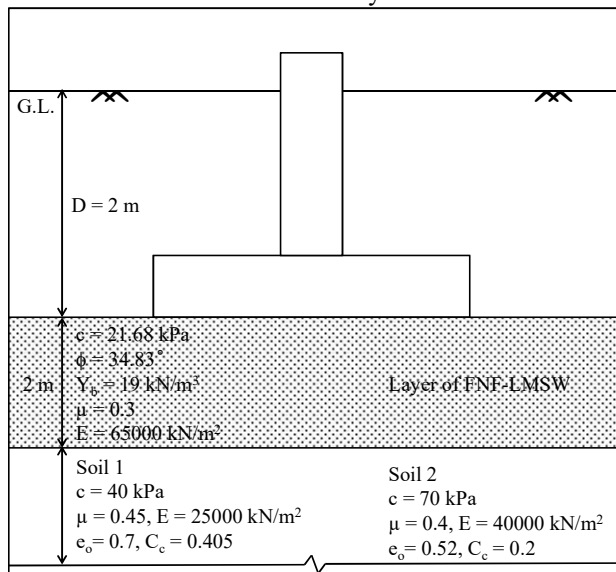 G.L.
D = 2 m
c = 21.68 kPa
ϕ = 34.83°
Yb = 19 kN/m³
2 m
Layer of FNF-LMSW
μ = 0.3
E = 65000 kN/m²
Soil 1
c = 40 kPa
μ = 0.45, E = 25000 kN/m²
eo= 0.7, Cc = 0.405
Soil 2
c = 70 kPa
μ = 0.4, E = 40000 kN/m²
eo= 0.52, Cc = 0.2